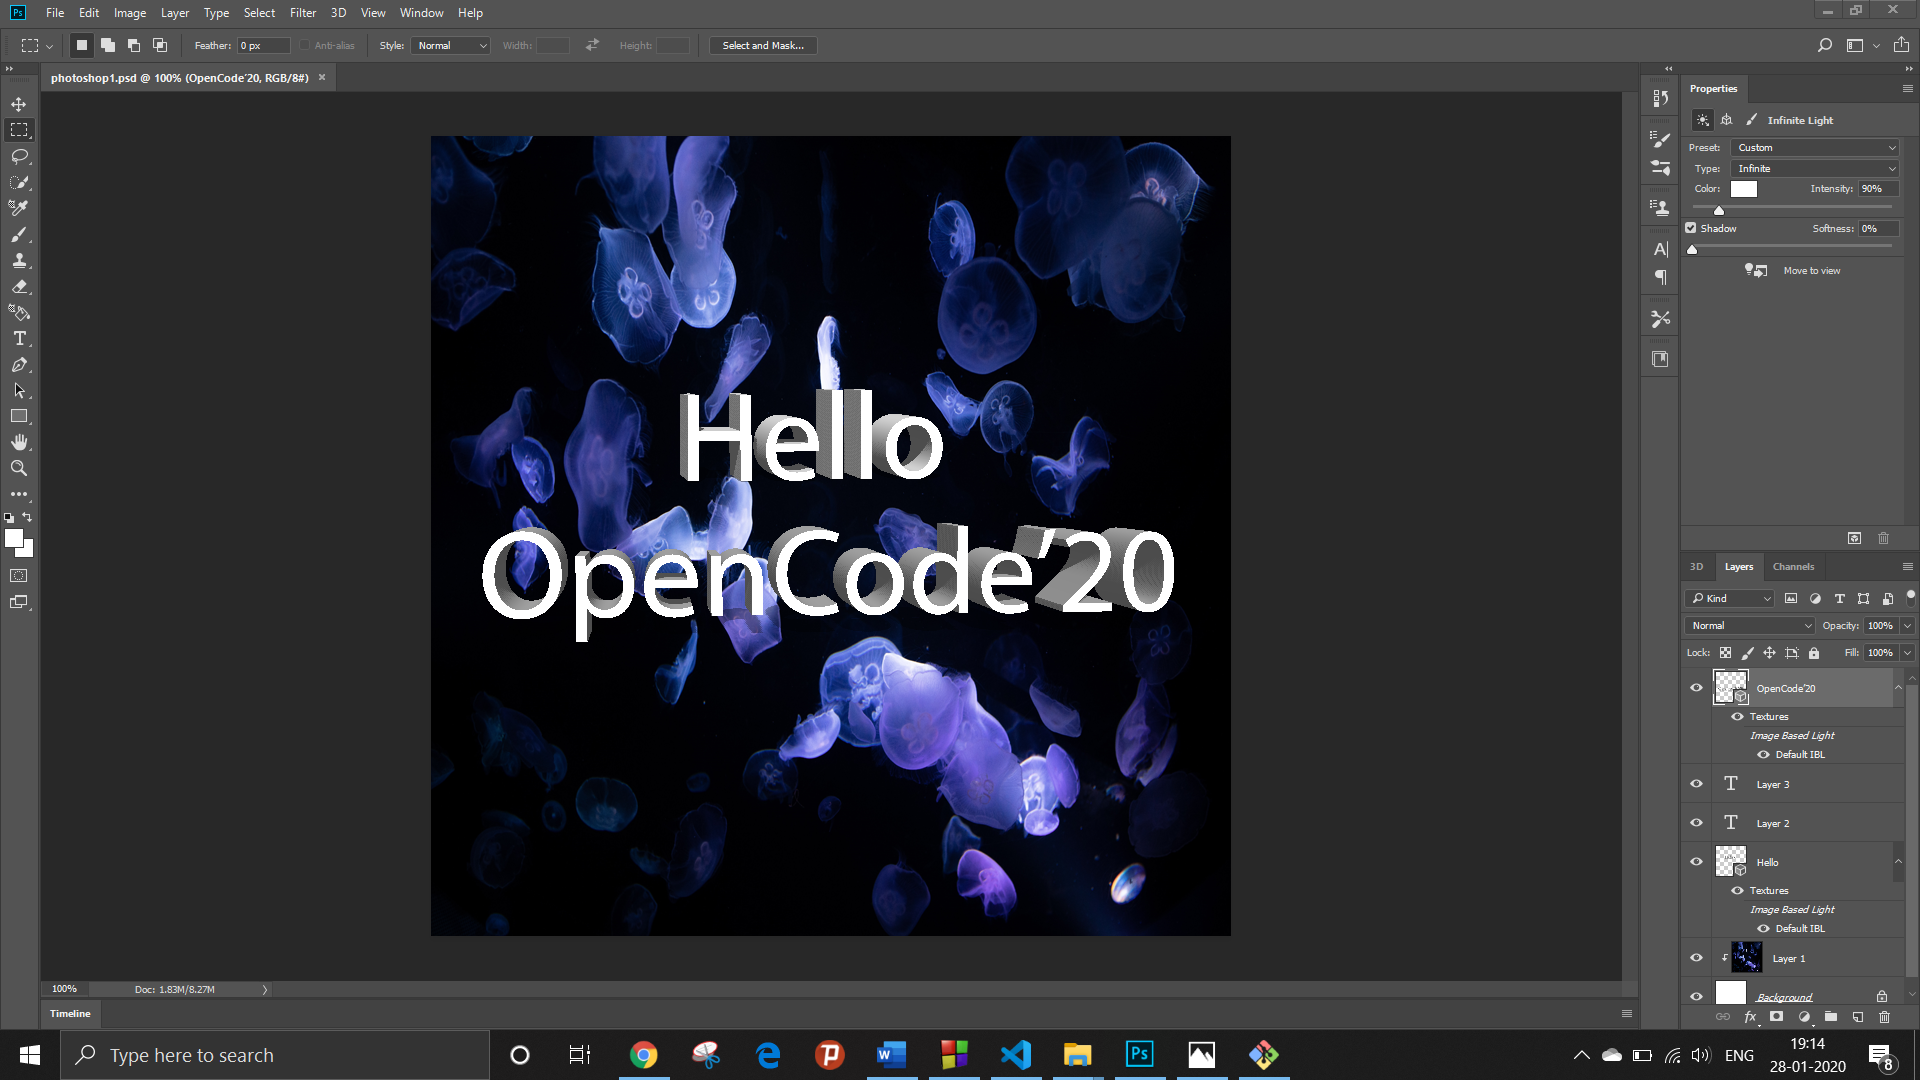 Ps File Edit Image Layer Type Select Filter 3D View Window Help
Feather: 0 px Anti-alias Style: Normal Width: Height: Select and Mask...
photoshop1.psd @ 100% (OpenCode'20, RGB/8#) ×
Hello
OpenCode'20
Properties
Infinite Light
Preset: Custom
Type: Infinite
Color: Intensity: 90%
Shadow Softness: 0%
Move to view
3D Layers Channels
Kind
Normal Opacity: 100%
Lock: Fill: 100%
OpenCode'20
Textures
Image Based Light
Default IBL
Layer 3
Layer 2
Hello
Textures
Image Based Light
Default IBL
Layer 1
Background
100% Doc: 1.83M/8.27M
Timeline
Type here to search
ENG
19:14
28-01-2020
8